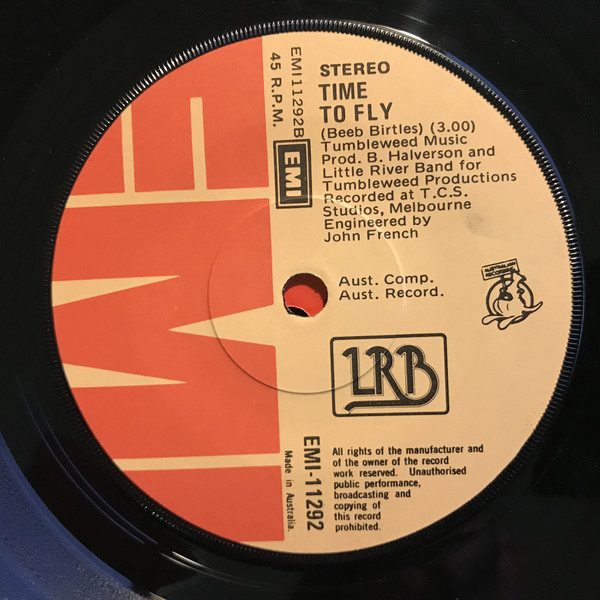 STEREO
TIME
TO FLY
(Beeb Birtles) (3.00)
Tumbleweed Music
Prod. B. Halverson and
Little River Band for
Tumbleweed Productions
Recorded at T.C.S.
Studios, Melbourne
Engineered by
John French
EMI11292B
45 R.P.M.
EMI
EMI
Aust. Comp.
Aust. Record.
AUSTRALIAN
RECORDING
LRB
EMI-11292
Made in Australia.
All rights of the manufacturer and
of the owner of the record
work reserved. Unauthorised
public performance,
broadcasting and
copying of
this record
prohibited.